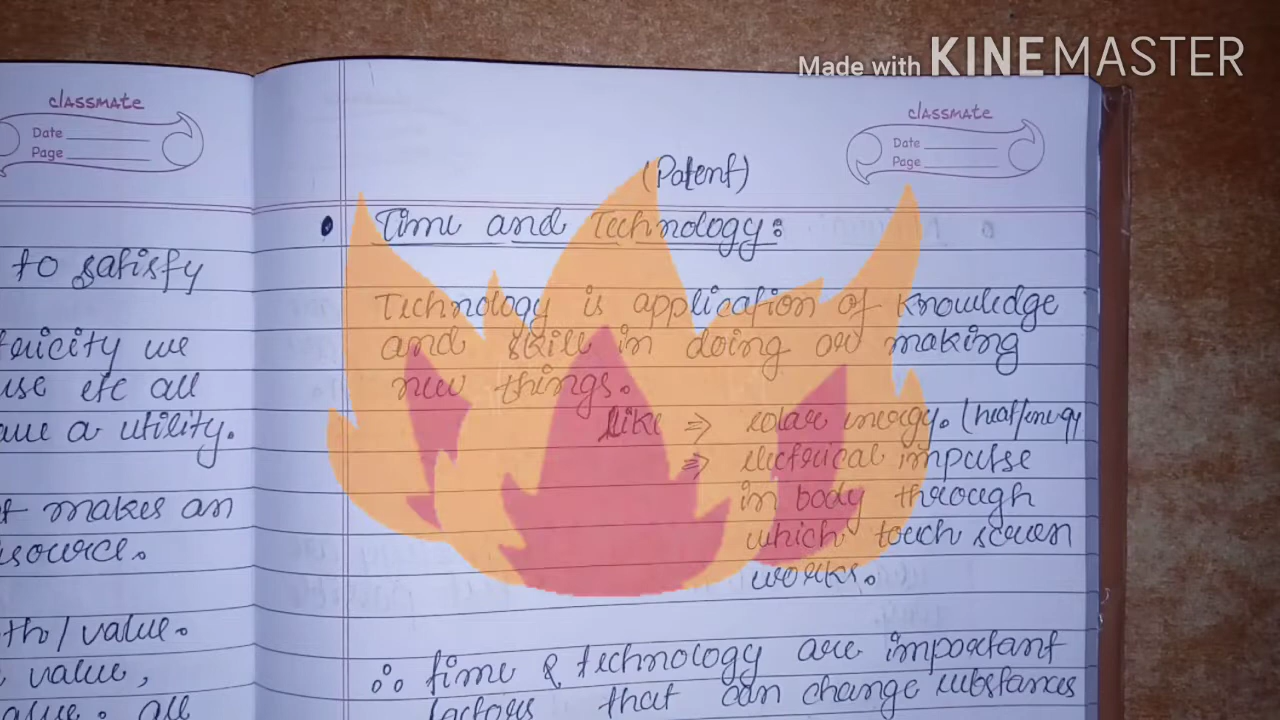 Made with KINEMASTER
classmate
Date
Page
to satisfy
tricity we
use etc all
ave a utility.
t makes an
source.
th/value.
value,
all
classmate
Date
Page
(Patent)
• Time and Technology:
Technology is application of knowledge
and skill in doing or making
new things.
like ⇒ solar energy. (heat/energy
⇒ electrical impulse
in body through
which touch screen
works.
∴ time & technology are important
factors that can change substances